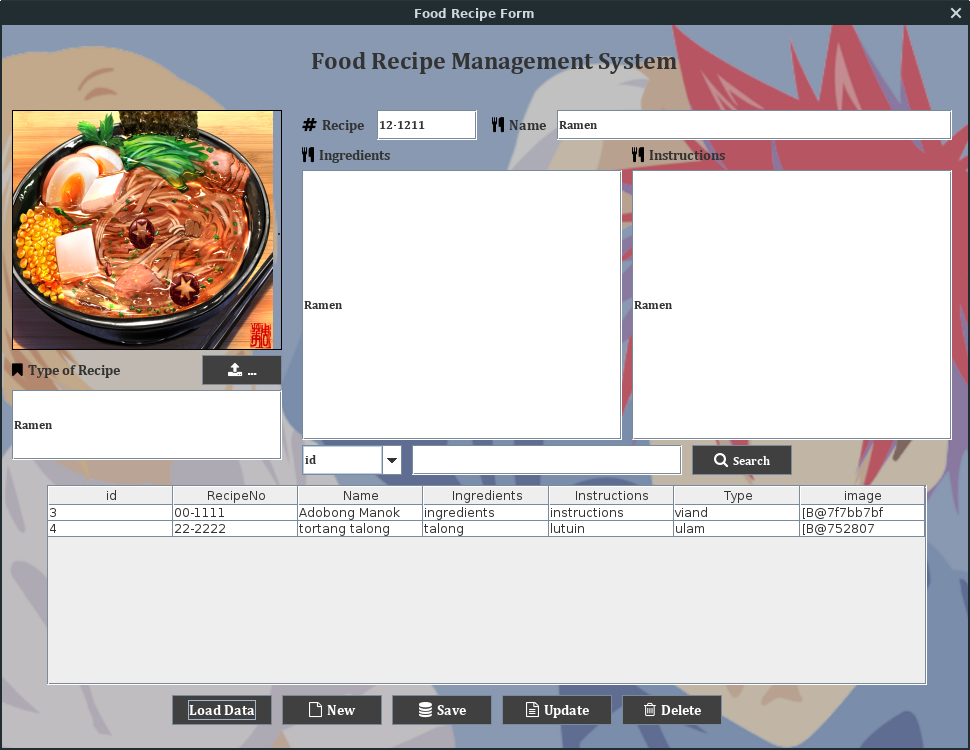 Food Recipe Form
Food Recipe Management System
Recipe 12-1211 Name Ramen
Ingredients Instructions
Ramen Ramen
Type of Recipe ...
Ramen
id Search
id RecipeNo Name Ingredients Instructions Type image
3 00-1111 Adobong Manok ingredients instructions viand [B@7f7bb7bf
4 22-2222 tortang talong talong lutuin ulam [B@752807
Load Data New Save Update Delete